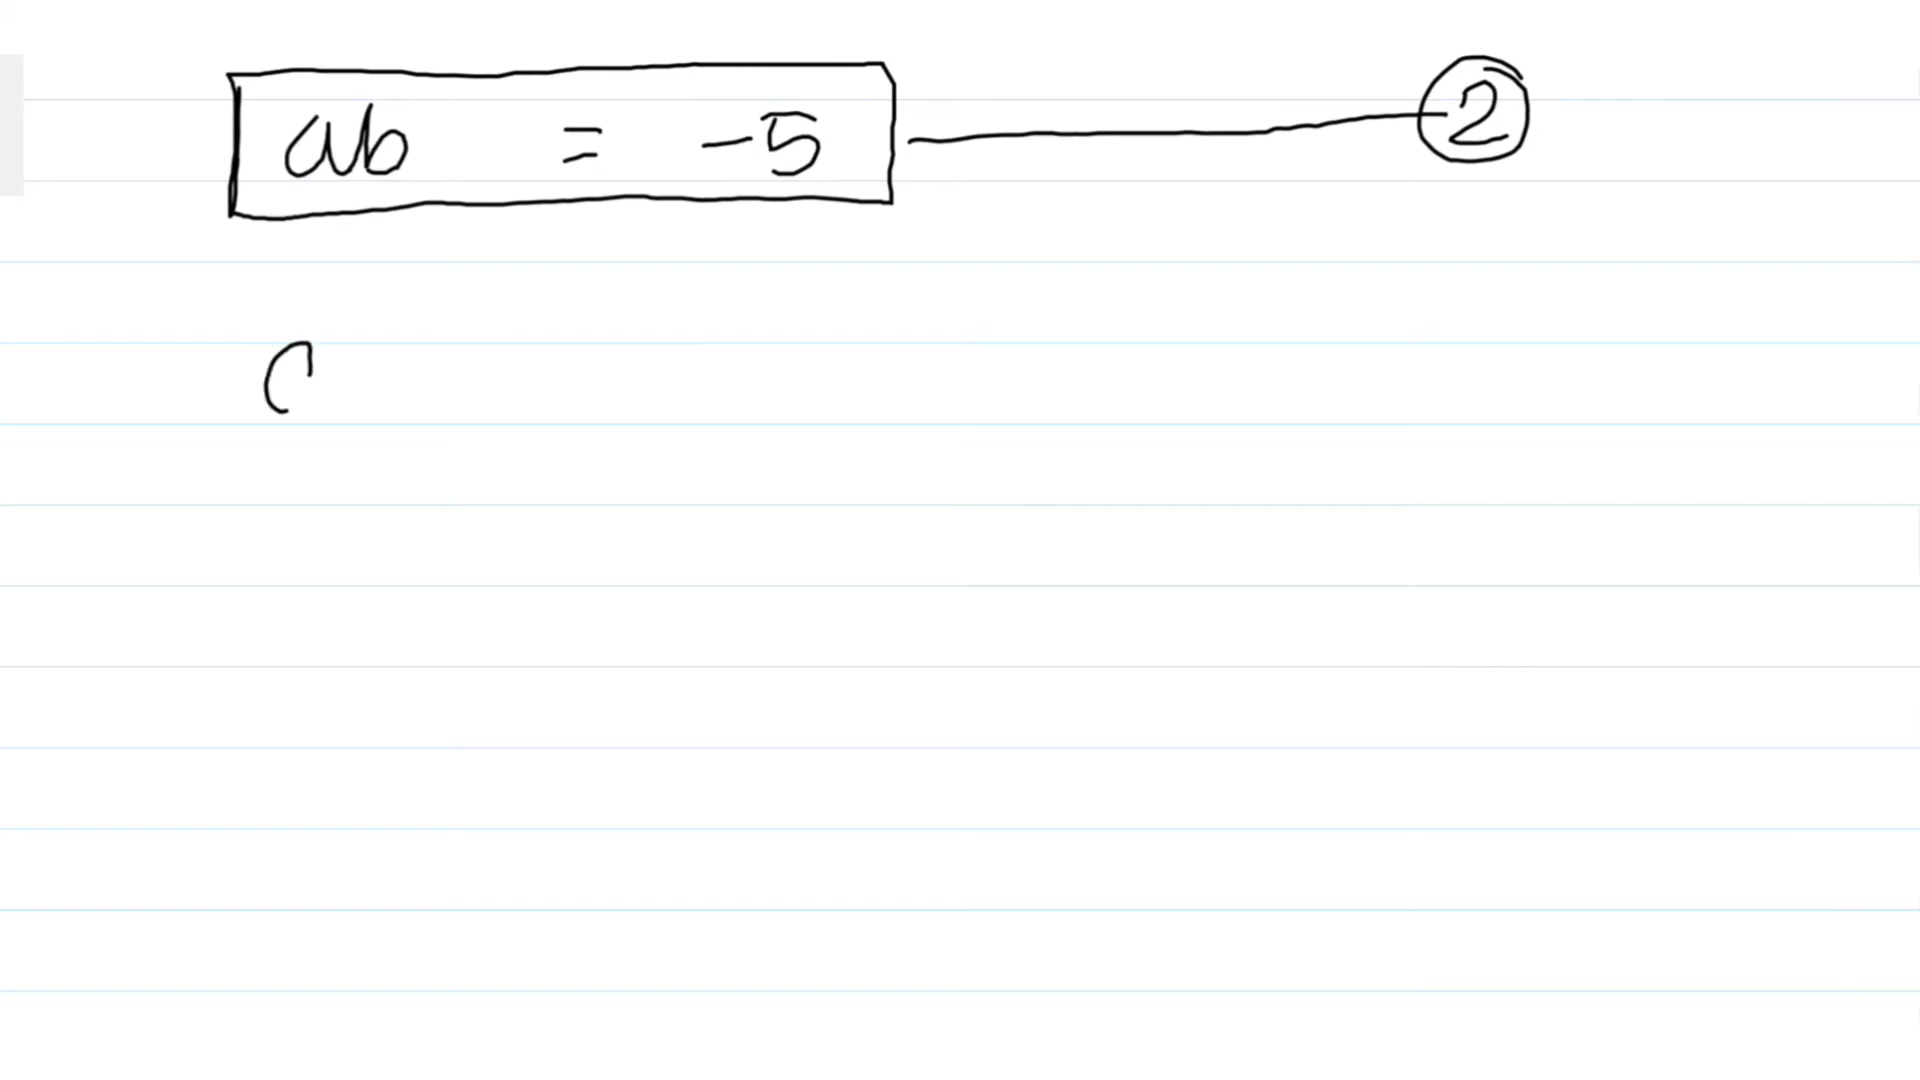 ab = -5 ②